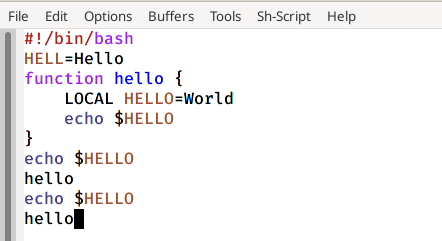 File Edit Options Buffers Tools Sh-Script Help
#!/bin/bash
HELL=Hello
function hello {
    LOCAL HELLO=World
    echo $HELLO
}
echo $HELLO
hello
echo $HELLO
hello